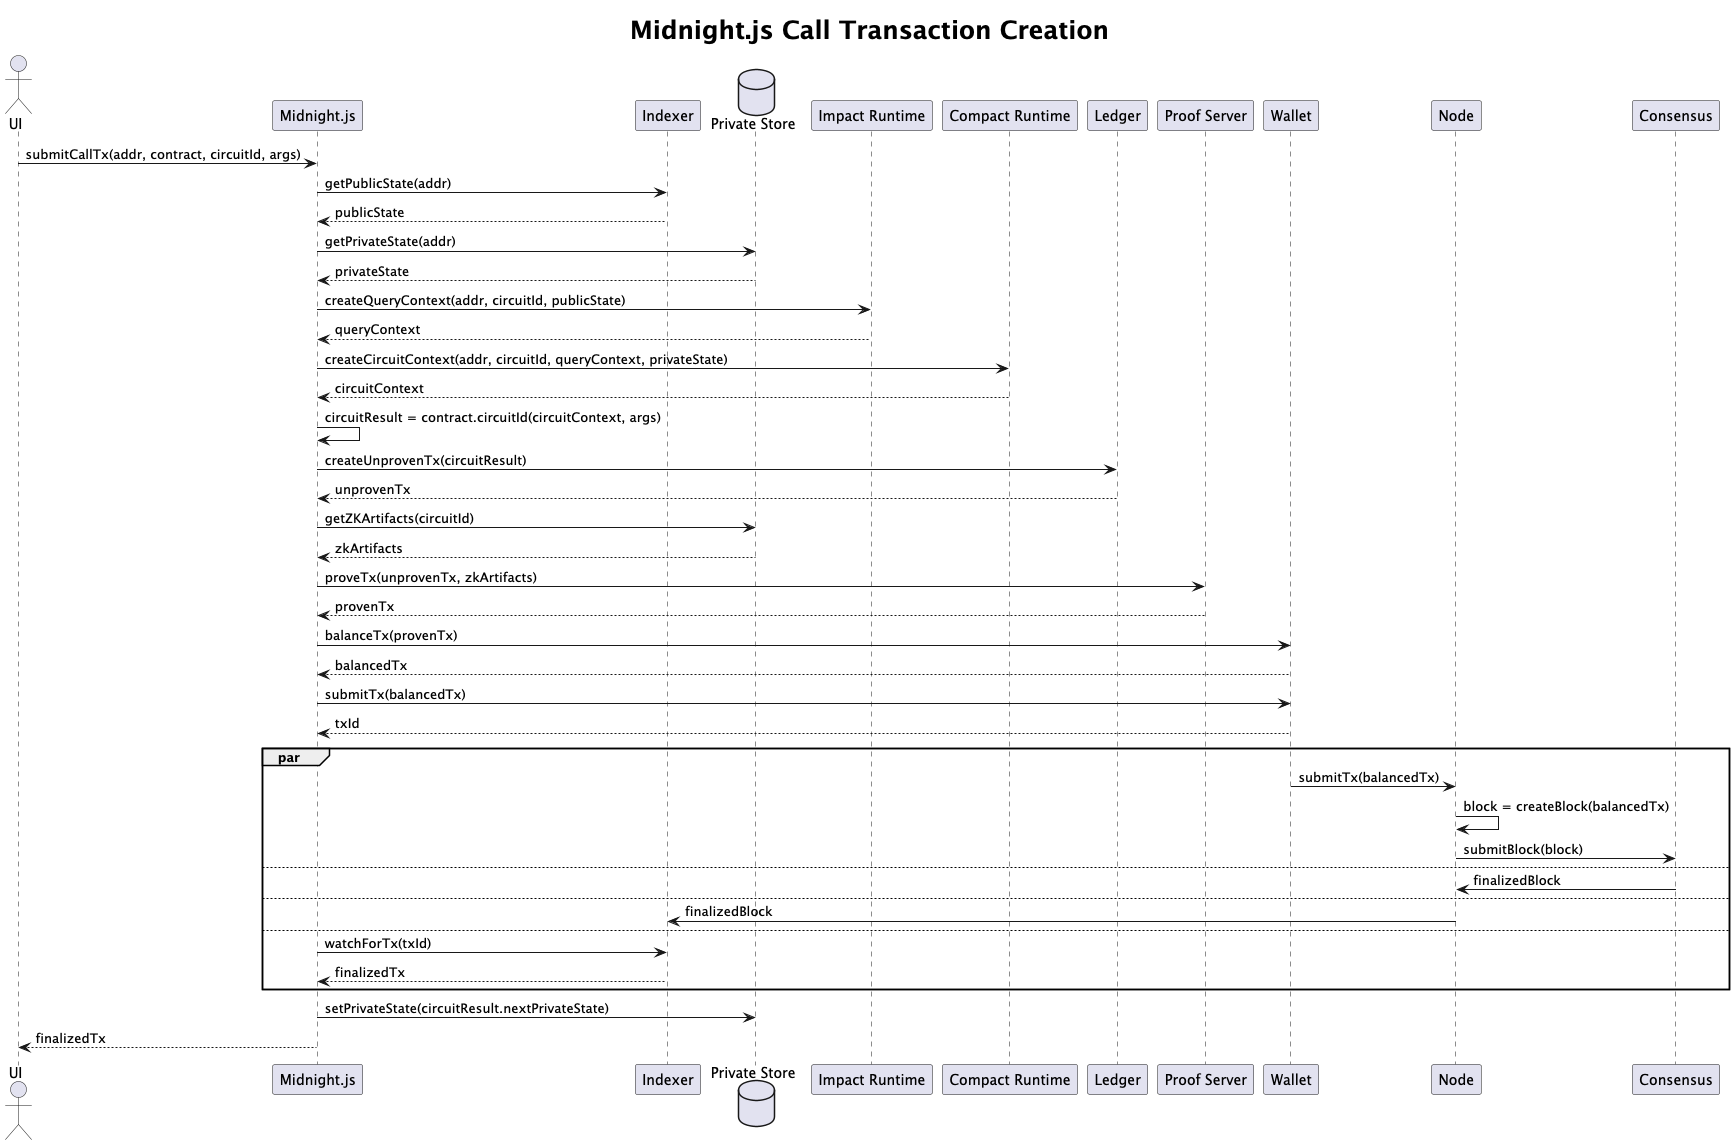 Midnight.js Call Transaction Creation
UI
Midnight.js
Indexer
Private Store
Impact Runtime
Compact Runtime
Ledger
Proof Server
Wallet
Node
Consensus
submitCallTx(addr, contract, circuitId, args)
getPublicState(addr)
publicState
getPrivateState(addr)
privateState
createQueryContext(addr, circuitId, publicState)
queryContext
createCircuitContext(addr, circuitId, queryContext, privateState)
circuitContext
circuitResult = contract.circuitId(circuitContext, args)
createUnprovenTx(circuitResult)
unprovenTx
getZKArtifacts(circuitId)
zkArtifacts
proveTx(unprovenTx, zkArtifacts)
provenTx
balanceTx(provenTx)
balancedTx
submitTx(balancedTx)
txId
par
submitTx(balancedTx)
block = createBlock(balancedTx)
submitBlock(block)
finalizedBlock
finalizedBlock
watchForTx(txId)
finalizedTx
setPrivateState(circuitResult.nextPrivateState)
finalizedTx
UI
Midnight.js
Indexer
Private Store
Impact Runtime
Compact Runtime
Ledger
Proof Server
Wallet
Node
Consensus